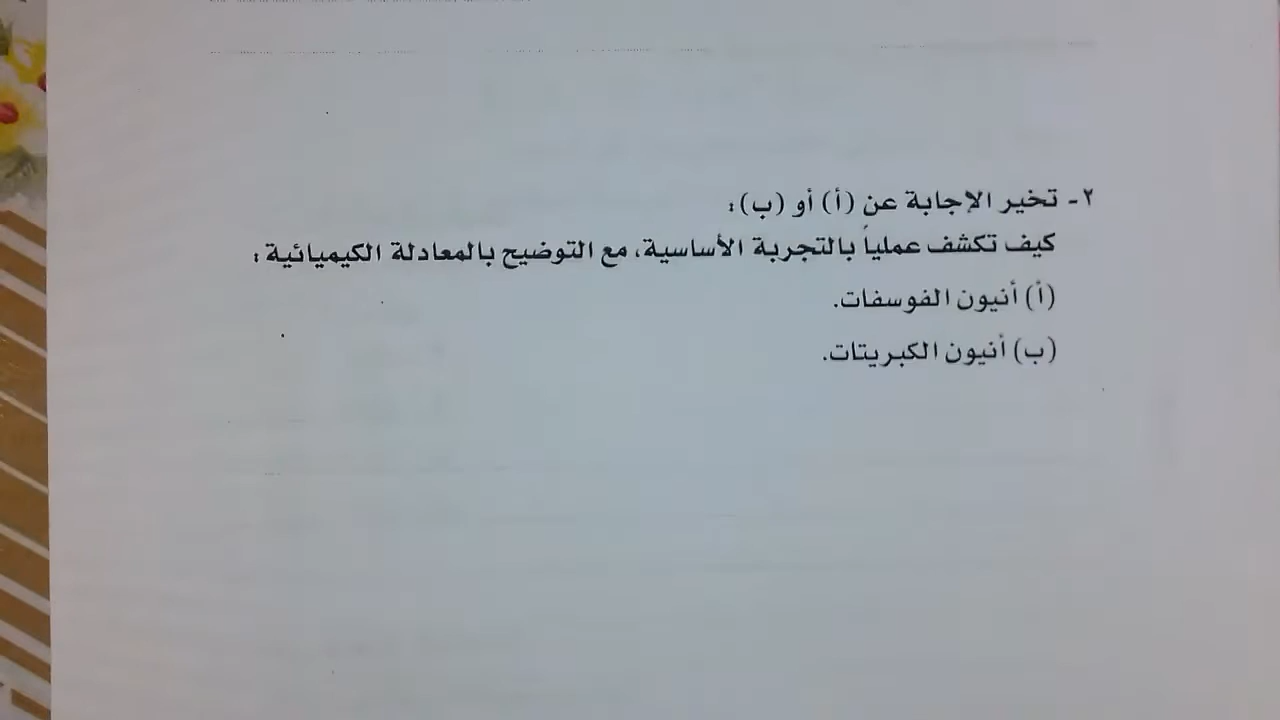 ٢- تخير الإجابة عن (أ) أو (ب):
كيف تكشف عملياً بالتجربة الأساسية، مع التوضيح بالمعادلة الكيميائية :
(أ) أنيون الفوسفات.
(ب) أنيون الكبريتات.